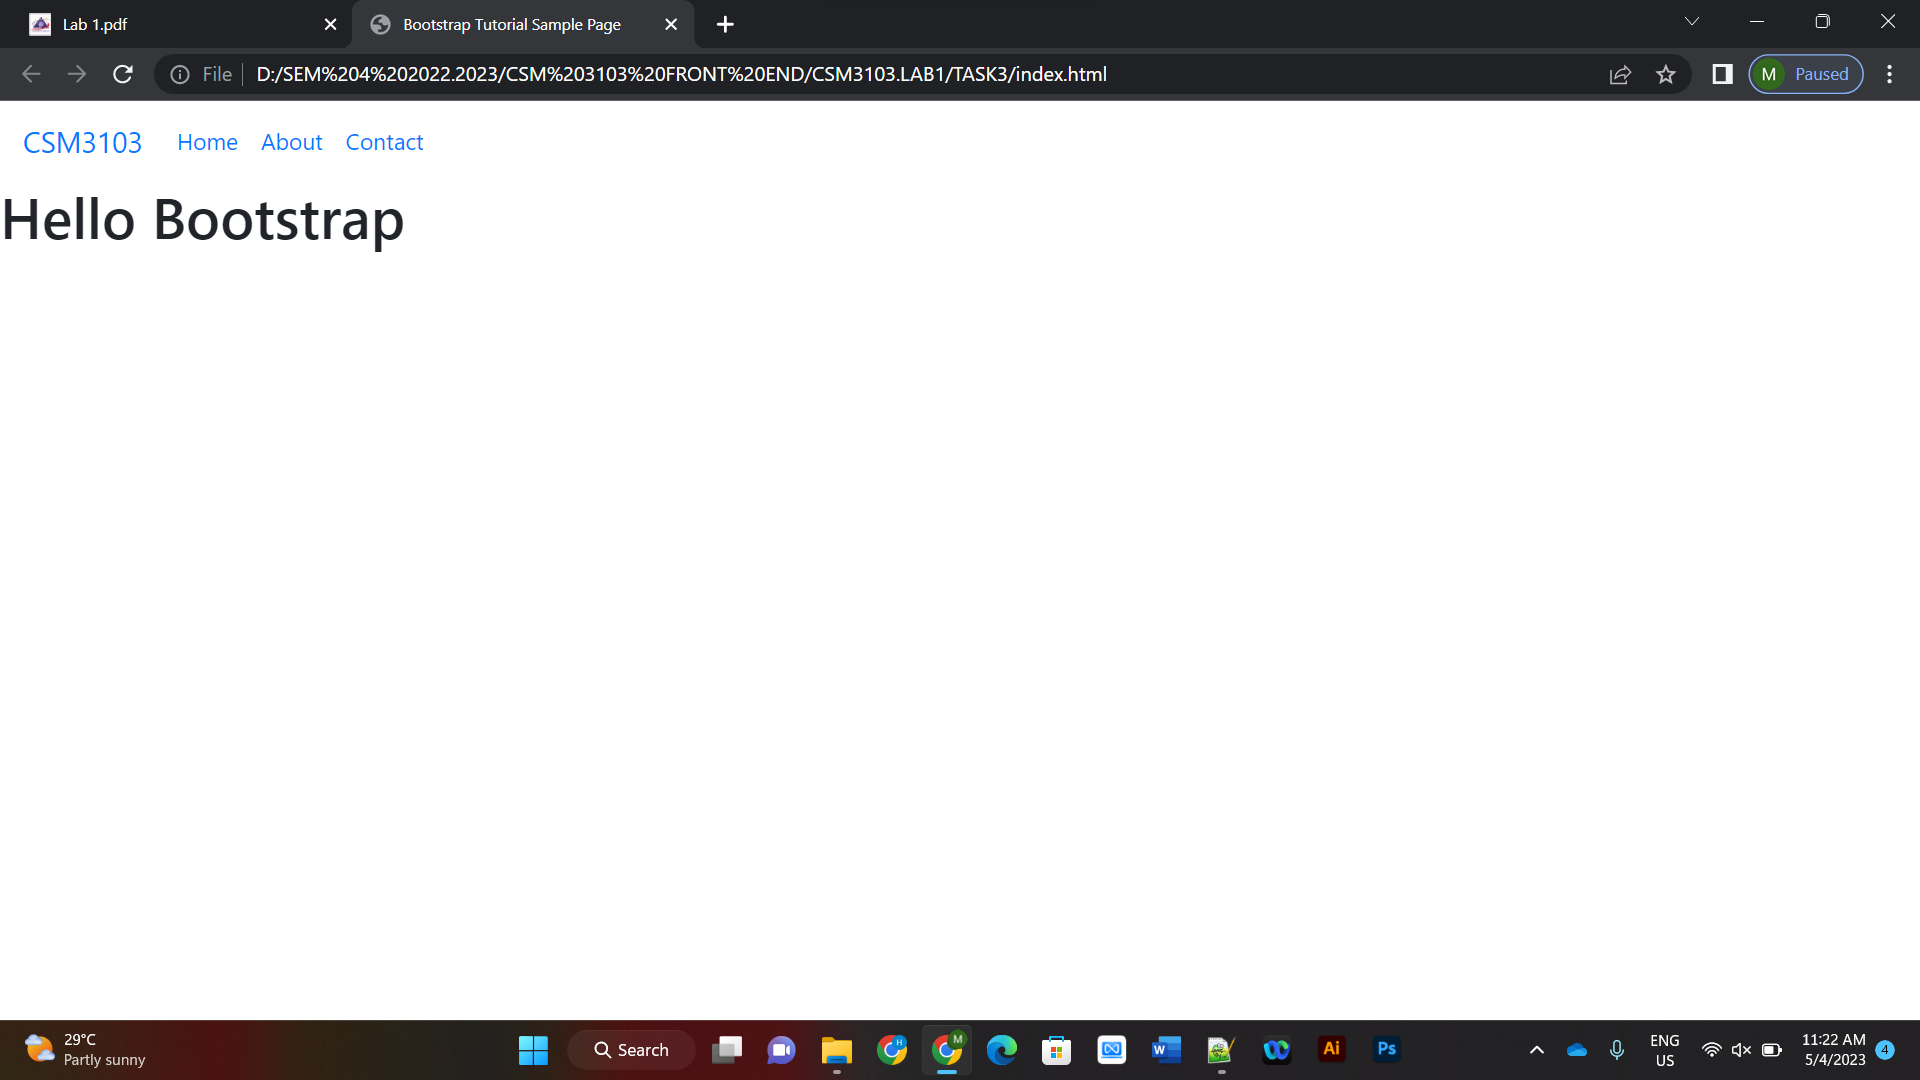 Lab 1.pdf
Bootstrap Tutorial Sample Page
File
D:/SEM%204%202022.2023/CSM%203103%20FRONT%20END/CSM3103.LAB1/TASK3/index.html
M Paused
CSM3103 Home About Contact
Hello Bootstrap
29°C
Partly sunny
Search
H
M
W
Ai
Ps
ENG
US
11:22 AM
5/4/2023
4